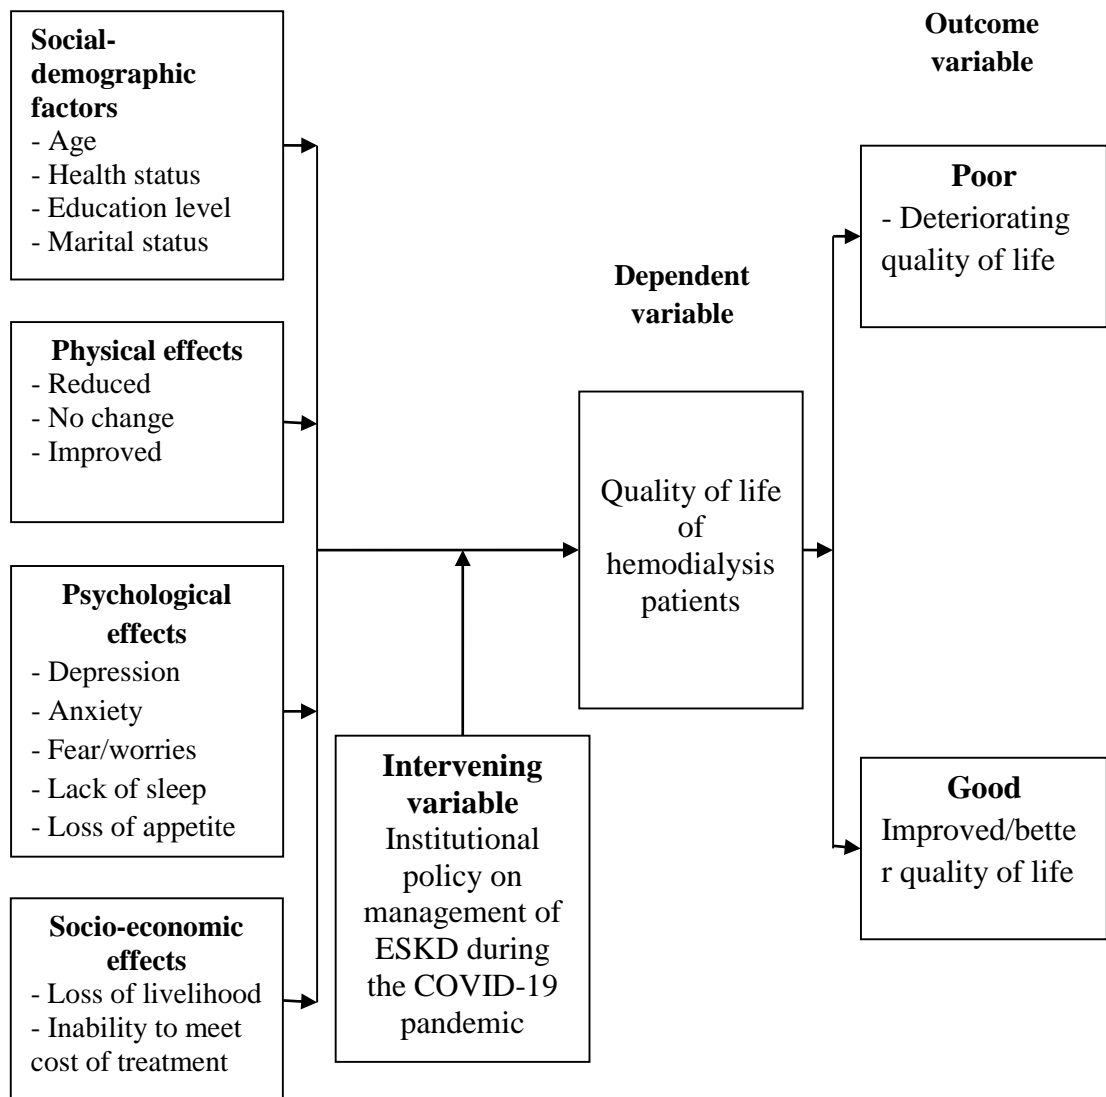 Social-
demographic
factors
- Age
- Health status
- Education level
- Marital status
Physical effects
- Reduced
- No change
- Improved
Psychological
effects
- Depression
- Anxiety
- Fear/worries
- Lack of sleep
- Loss of appetite
Socio-economic
effects
- Loss of livelihood
- Inability to meet
cost of treatment
Intervening
variable
Institutional
policy on
management of
ESKD during
the COVID-19
pandemic
Dependent
variable
Quality of life
of
hemodialysis
patients
Outcome
variable
Poor
- Deteriorating
quality of life
Good
Improved/bette
r quality of life